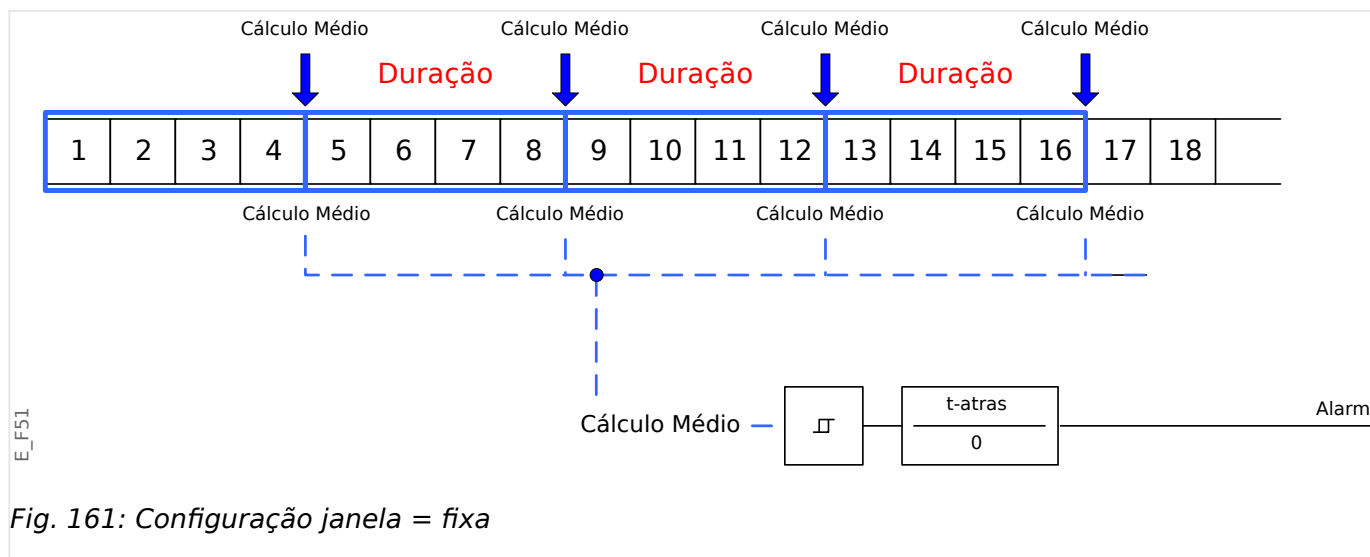 Cálculo Médio Cálculo Médio Cálculo Médio Cálculo Médio
Duração Duração Duração
1 2 3 4 5 6 7 8 9 10 11 12 13 14 15 16 17 18
Cálculo Médio Cálculo Médio Cálculo Médio Cálculo Médio
t-atras
Alarm
Cálculo Médio
0
E_F51
Fig. 161: Configuração janela = fixa